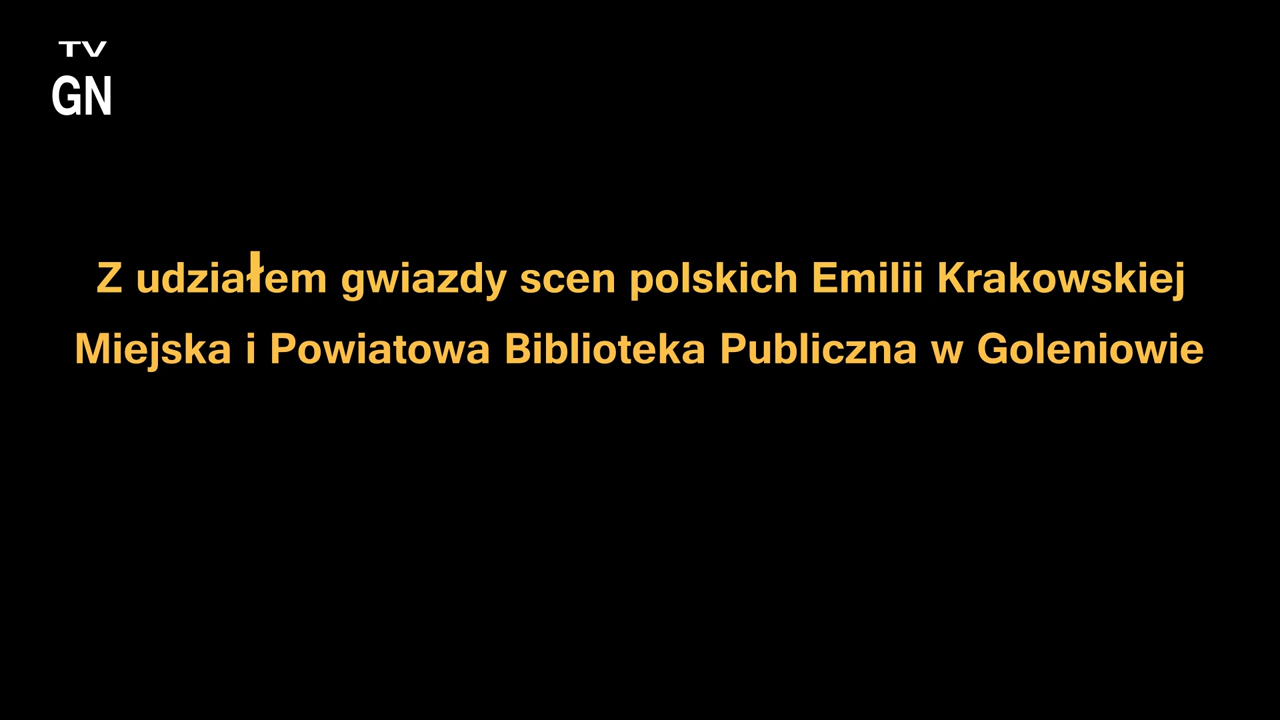 TV
GN
Z udziałem gwiazdy scen polskich Emilii Krakowskiej
Miejska i Powiatowa Biblioteka Publiczna w Goleniowie